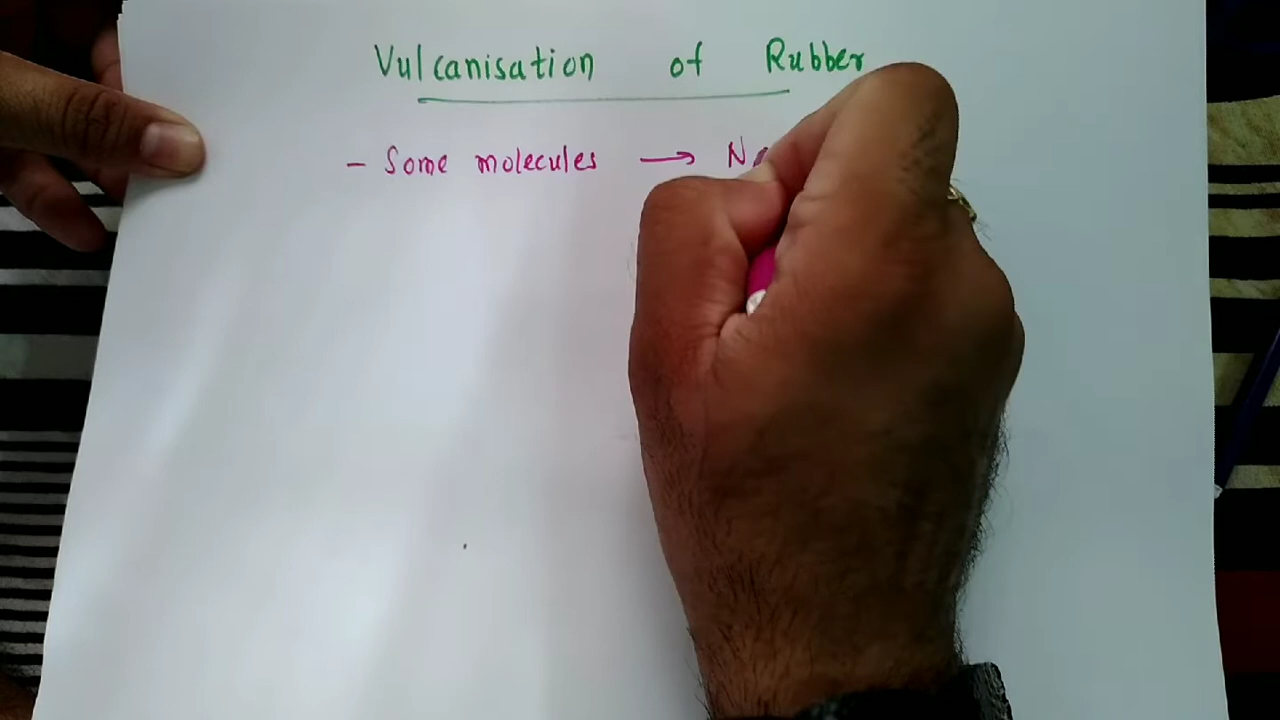 Vulcanisation of Rubber
- Some molecules →